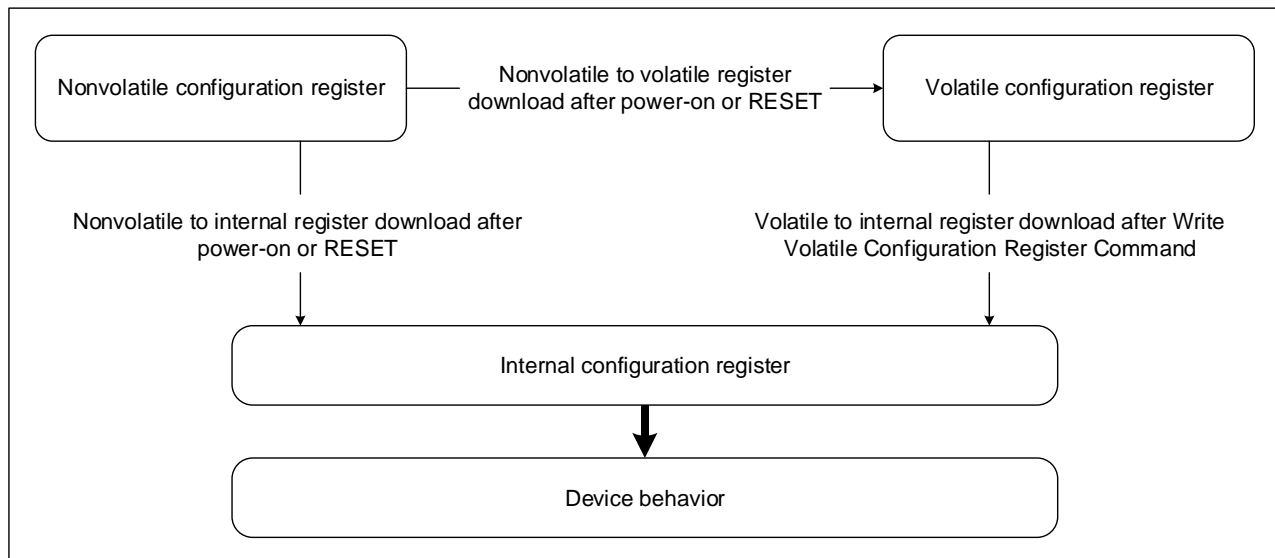 Nonvolatile configuration register
Nonvolatile to volatile register
download after power-on or RESET
Volatile configuration register
Nonvolatile to internal register download after
power-on or RESET
Volatile to internal register download after Write
Volatile Configuration Register Command
Internal configuration register
Device behavior